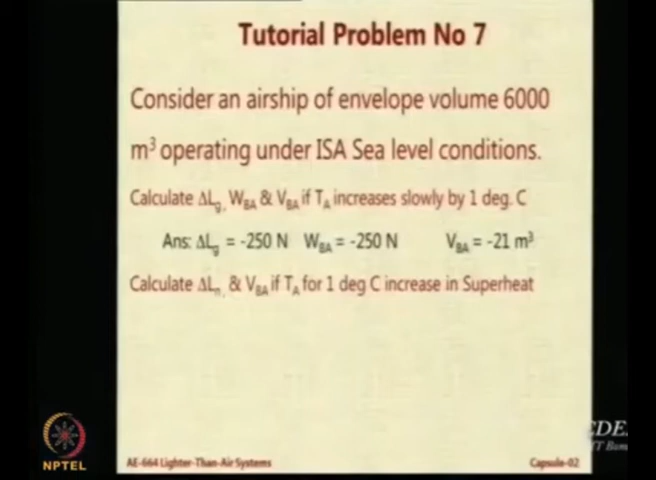 Tutorial Problem No 7
Consider an airship of envelope volume 6000
m³ operating under ISA Sea level conditions.
Calculate ΔLg, WBA & VBA if TA increases slowly by 1 deg. C
Ans: ΔLg = -250 N WBA = -250 N VBA = -21 m³
Calculate ΔLn, & VBA if TA for 1 deg C increase in Superheat
NPTEL
AE-664 Lighter-Than-Air Systems
Capsule-02
CDE
IT Bom